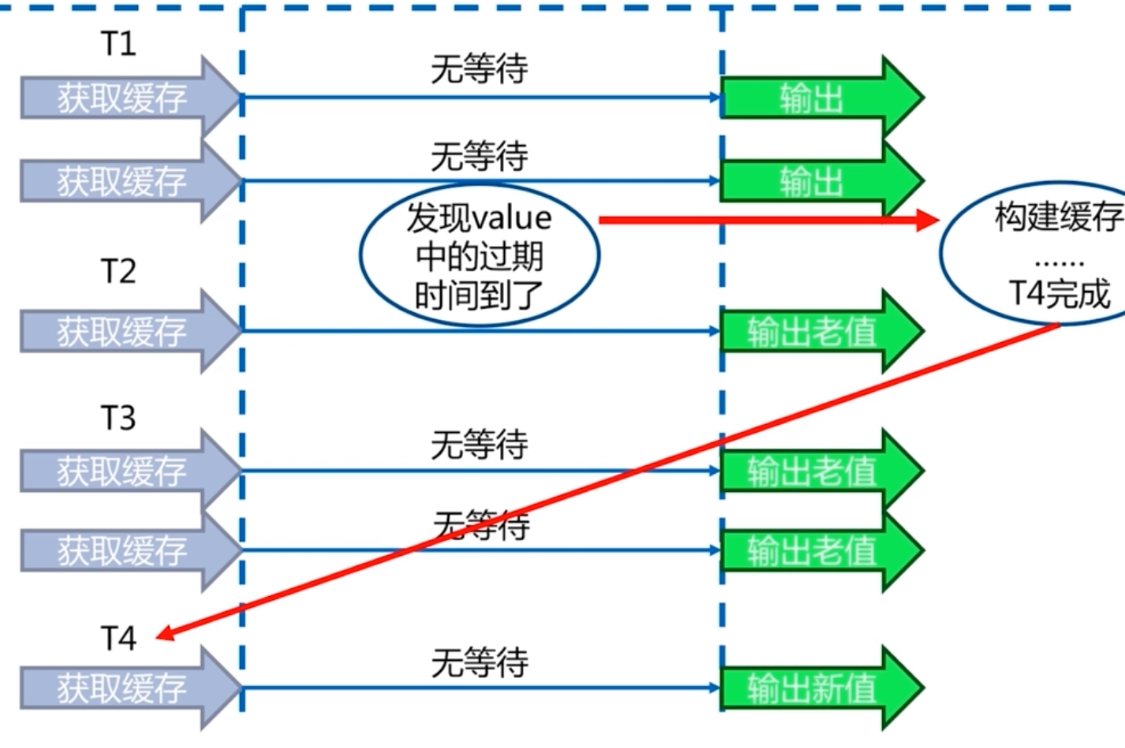 T1
无等待
获取缓存
输出
无等待
获取缓存
输出
发现value
中的过期
时间到了
构建缓存
......
T4完成
T2
获取缓存
输出老值
T3
无等待
获取缓存
输出老值
无等待
获取缓存
输出老值
T4
无等待
获取缓存
输出新值